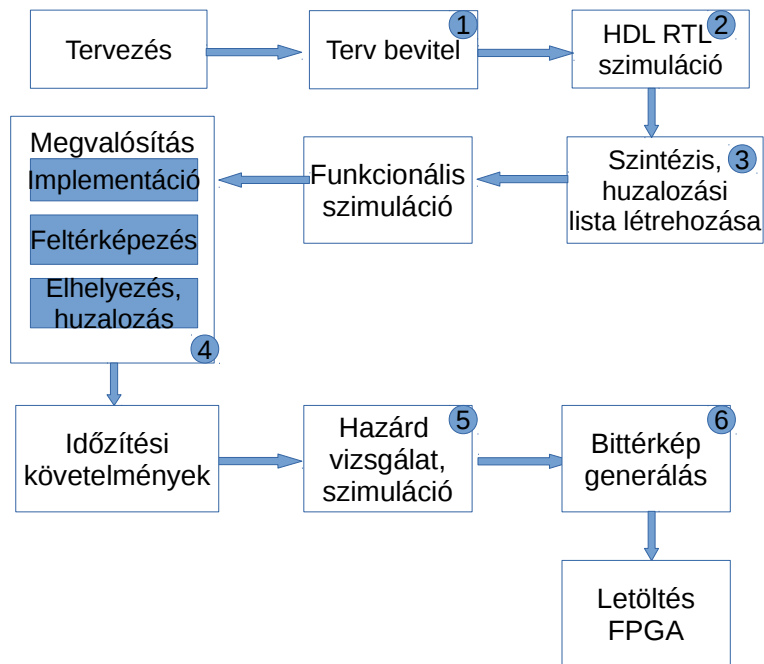 Tervezés
1
Terv bevitel
2
HDL RTL
szimuláció
3
Szintézis,
huzalozási
lista létrehozása
Funkcionális
szimuláció
Megvalósítás
Implementáció
Feltérképezés
Elhelyezés,
huzalozás
4
Időzítési
követelmények
5
Hazárd
vizsgálat,
szimuláció
6
Bittérkép
generálás
Letöltés
FPGA